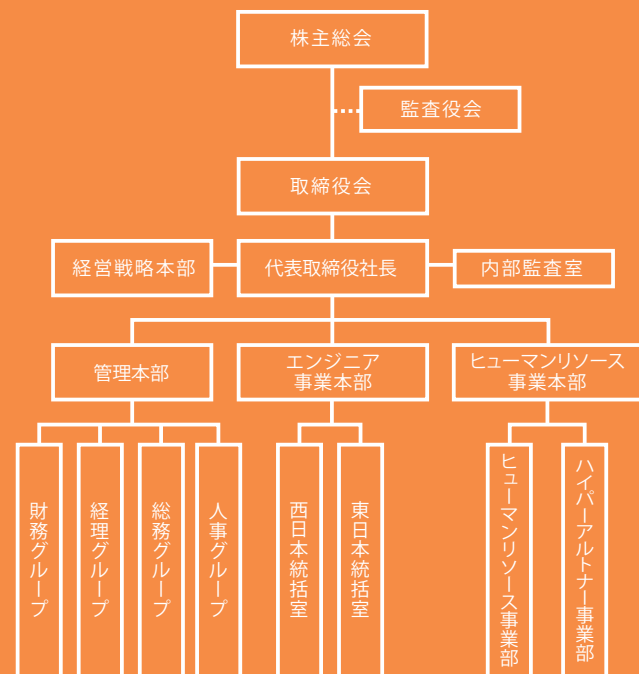 株主総会
監査役会
取締役会
経営戦略本部
代表取締役社長
内部監査室
管理本部
エンジニア
事業本部
ヒューマンリソース
事業本部
財務グループ
経理グループ
総務グループ
人事グループ
西日本統括室
東日本統括室
ヒューマンリソース事業部
ハイパーアルトナー事業部